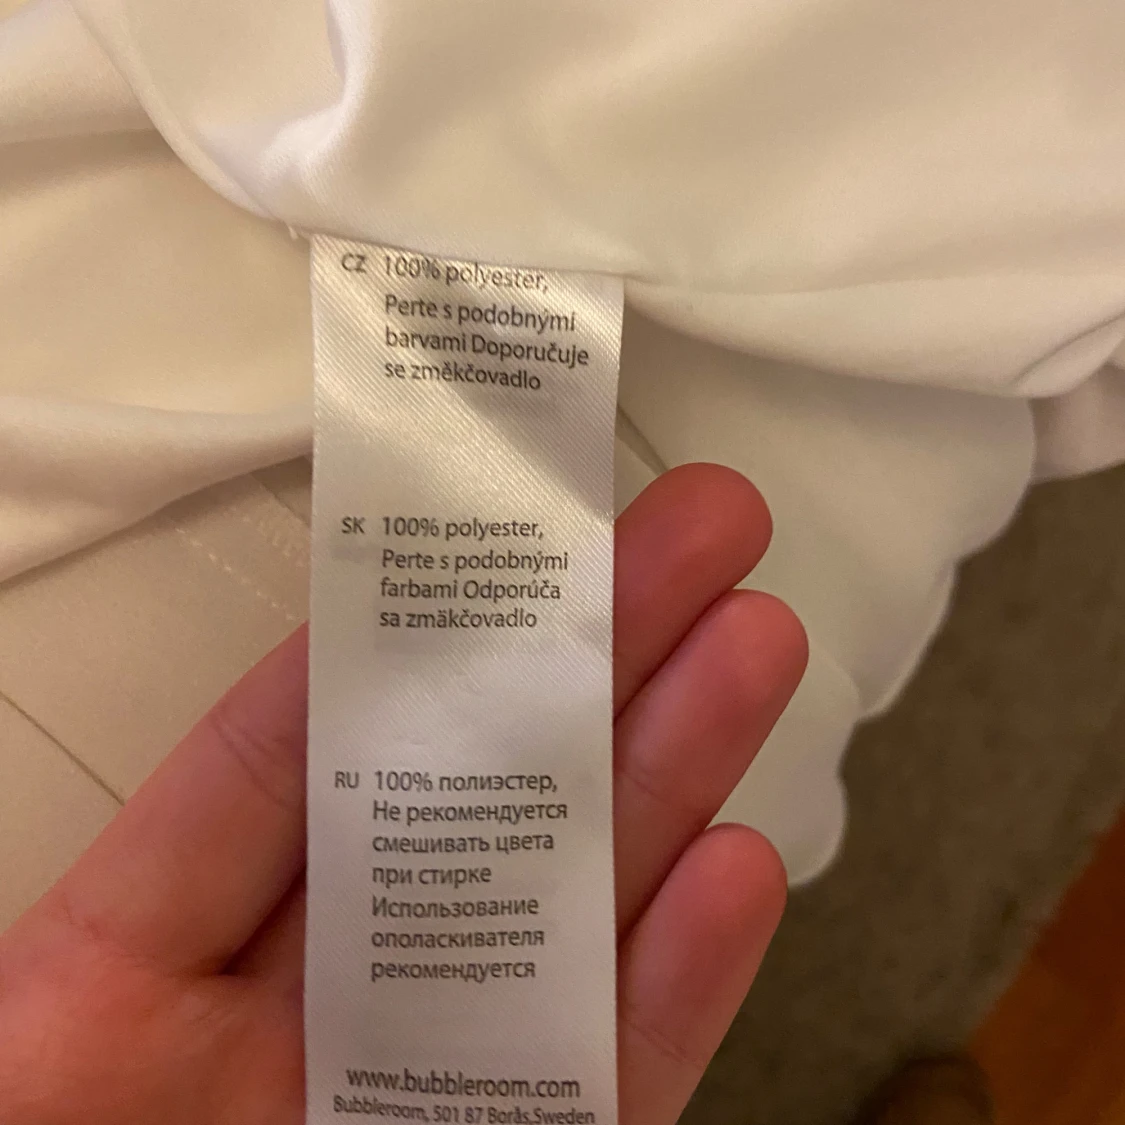 CZ 100% polyester,
Perte s podobnými
barvami Doporučuje
se změkčovadlo
SK 100% polyester,
Perte s podobnými
farbami Odporúča
sa zmäkčovadlo
RU 100% полиэстер,
Не рекомендуется
смешивать цвета
при стирке
Использование
ополаскивателя
рекомендуется
www.bubbleroom.com
Bubbleroom, 501 87 Borås,Sweden